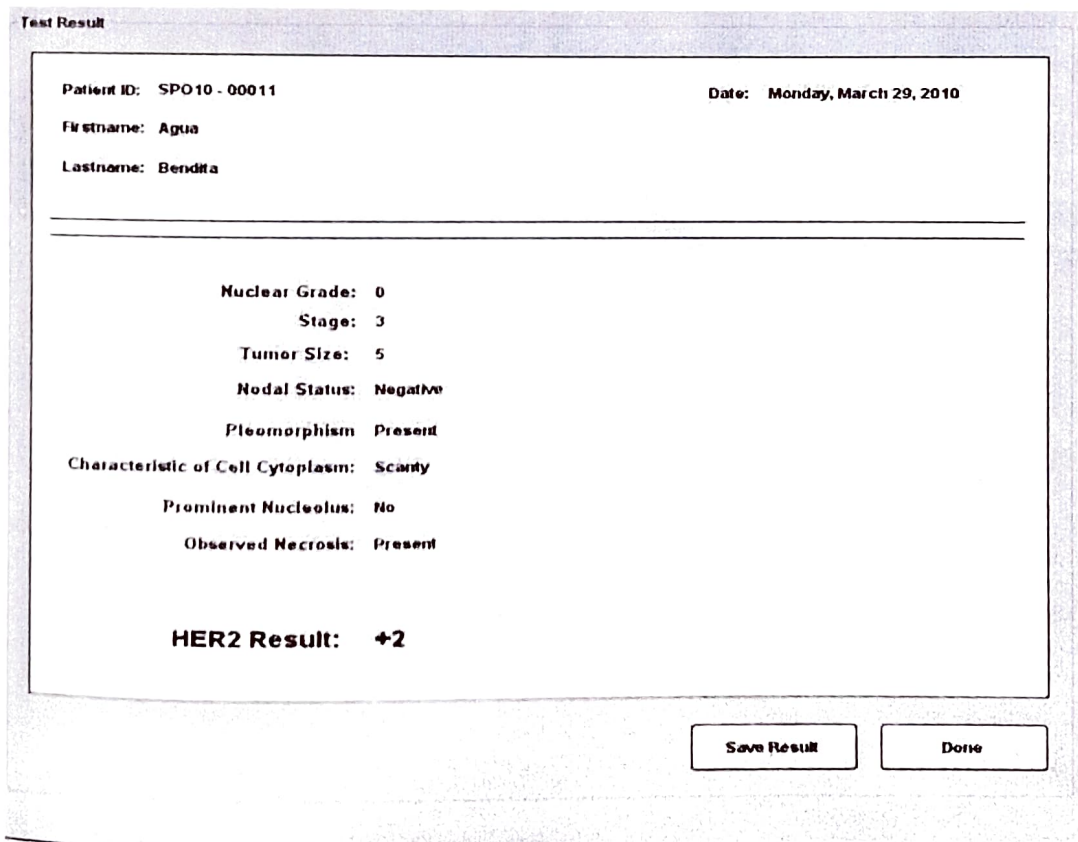 Test Result
Patient ID: SPO10 - 00011 Date: Monday, March 29, 2010
Firstname: Agua
Lastname: Bendita
Nuclear Grade: 0
Stage: 3
Tumor Size: 5
Nodal Status: Negative
Pleomorphism Present
Characteristic of Cell Cytoplasm: Scanty
Prominent Nucleolus: No
Observed Necrosis: Present
HER2 Result: +2
Save Result Done